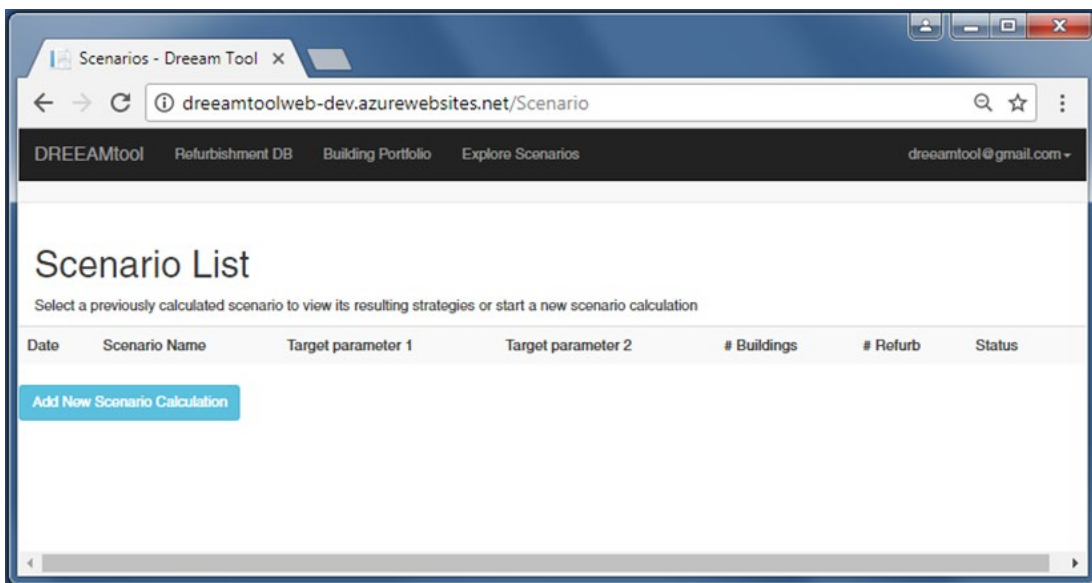 Scenarios - Dreeam Tool
dreeamtoolweb-dev.azurewebsites.net/Scenario
DREEAMtool Refurbishment DB Building Portfolio Explore Scenarios dreeamtool@gmail.com
Scenario List
Select a previously calculated scenario to view its resulting strategies or start a new scenario calculation
Date Scenario Name Target parameter 1 Target parameter 2 # Buildings # Refurb Status
Add New Scenario Calculation